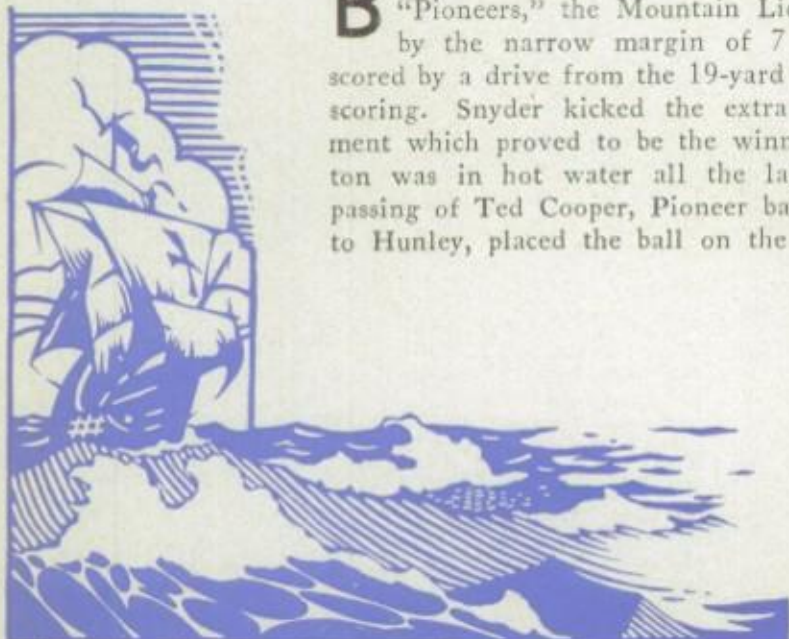 B "Pioneers," the Mountain Lio
by the narrow margin of 7
scored by a drive from the 19-yard
scoring. Snyder kicked the extra
ment which proved to be the winn
ton was in hot water all the la
passing of Ted Cooper, Pioneer ba
to Hunley, placed the ball on the